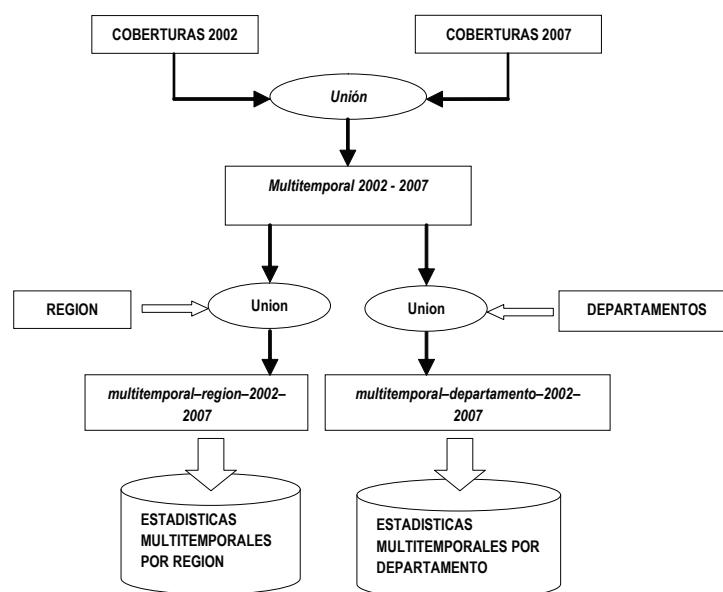 COBERTURAS 2002
COBERTURAS 2007
Unión
Multitemporal 2002 - 2007
REGION
Union
Union
DEPARTAMENTOS
multitemporal–region–2002–
2007
multitemporal–departamento–2002–
2007
ESTADISTICAS
MULTITEMPORALES
POR REGION
ESTADISTICAS
MULTITEMPORALES POR
DEPARTAMENTO